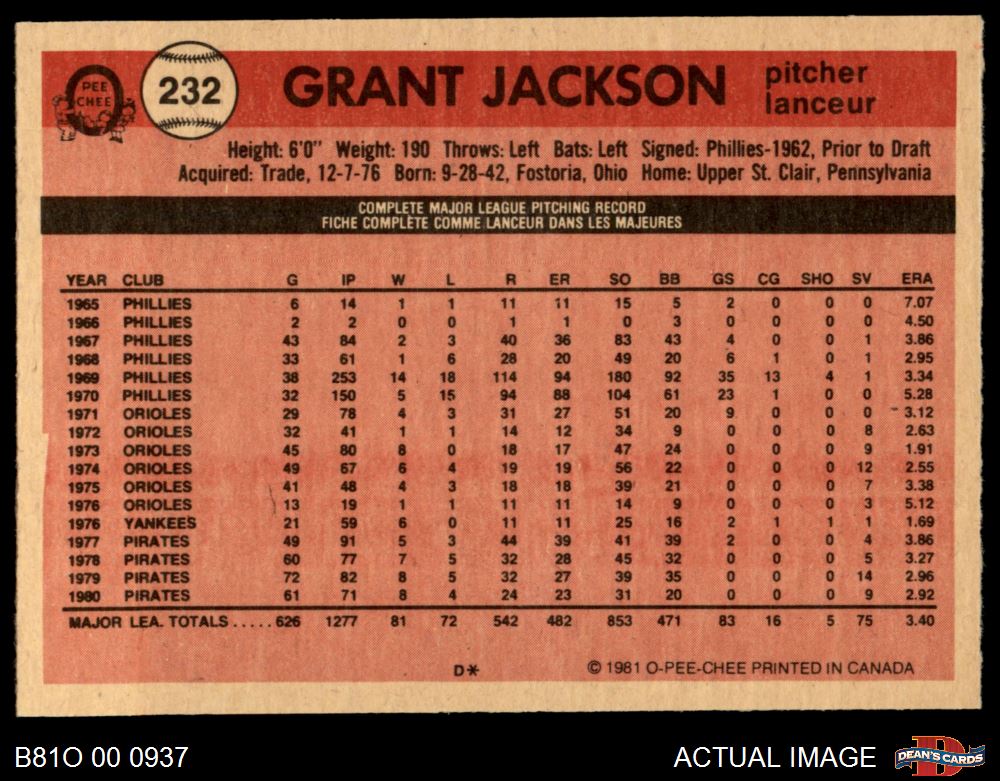 PEE
CHEE
232
GRANT JACKSON
pitcher
lanceur
Height: 6'0" Weight: 190 Throws: Left Bats: Left Signed: Phillies-1962, Prior to Draft
Acquired: Trade, 12-7-76 Born: 9-28-42, Fostoria, Ohio Home: Upper St. Clair, Pennsylvania
COMPLETE MAJOR LEAGUE PITCHING RECORD
FICHE COMPLÈTE COMME LANCEUR DANS LES MAJEURES
YEAR CLUB G IP W L R ER SO BB GS CG SHO SV ERA
1965 PHILLIES 6 14 1 1 11 11 15 5 2 0 0 0 7.07
1966 PHILLIES 2 2 0 0 1 1 0 3 0 0 0 0 4.50
1967 PHILLIES 43 84 2 3 40 36 83 43 4 0 0 1 3.86
1968 PHILLIES 33 61 1 6 28 20 49 20 6 1 0 1 2.95
1969 PHILLIES 38 253 14 18 114 94 180 92 35 13 4 1 3.34
1970 PHILLIES 32 150 5 15 94 88 104 61 23 1 0 0 5.28
1971 ORIOLES 29 78 4 3 31 27 51 20 9 0 0 0 3.12
1972 ORIOLES 32 41 1 1 14 12 34 9 0 0 0 8 2.63
1973 ORIOLES 45 80 8 0 18 17 47 24 0 0 0 9 1.91
1974 ORIOLES 49 67 6 4 19 19 56 22 0 0 0 12 2.55
1975 ORIOLES 41 48 4 3 18 18 39 21 0 0 0 7 3.38
1976 ORIOLES 13 19 1 1 11 11 14 9 0 0 0 3 5.12
1976 YANKEES 21 59 6 0 11 11 25 16 2 1 1 1 1.69
1977 PIRATES 49 91 5 3 44 39 41 39 2 0 0 4 3.86
1978 PIRATES 60 77 7 5 32 28 45 32 0 0 0 5 3.27
1979 PIRATES 72 82 8 5 32 27 39 35 0 0 0 14 2.96
1980 PIRATES 61 71 8 4 24 23 31 20 0 0 0 9 2.92
MAJOR LEA. TOTALS.....626 1277 81 72 542 482 853 471 83 16 5 75 3.40
D*
© 1981 O-PEE-CHEE PRINTED IN CANADA
B81O 00 0937
ACTUAL IMAGE
DEAN'S CARDS